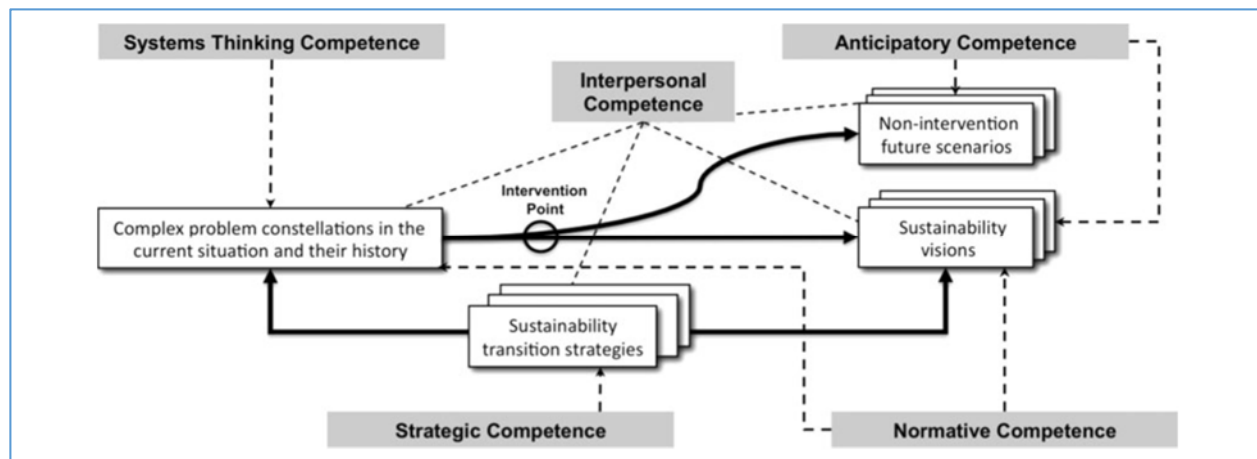 Systems Thinking Competence
Anticipatory Competence
Interpersonal
Competence
Non-intervention
future scenarios
Intervention
Point
Complex problem constellations in the
current situation and their history
Sustainability
visions
Sustainability
transition strategies
Strategic Competence
Normative Competence